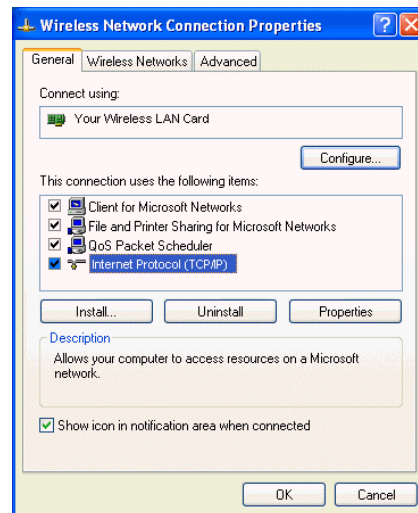 Wireless Network Connection Properties
General
Wireless Networks
Advanced
Connect using:
Your Wireless LAN Card
Configure...
This connection uses the following items:
Client for Microsoft Networks
File and Printer Sharing for Microsoft Networks
QoS Packet Scheduler
Internet Protocol (TCP/IP)
Install...
Uninstall
Properties
Description
Allows your computer to access resources on a Microsoft
network.
Show icon in notification area when connected
OK
Cancel